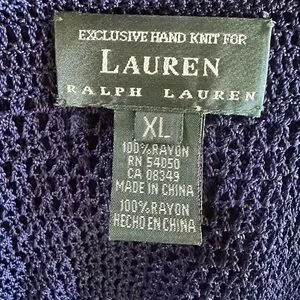 EXCLUSIVE HAND KNIT FOR
LAUREN
RALPH LAUREN
XL
100% RAYON
RN 54050
CA 08349
MADE IN CHINA
100% RAYON
HECHO EN CHINA